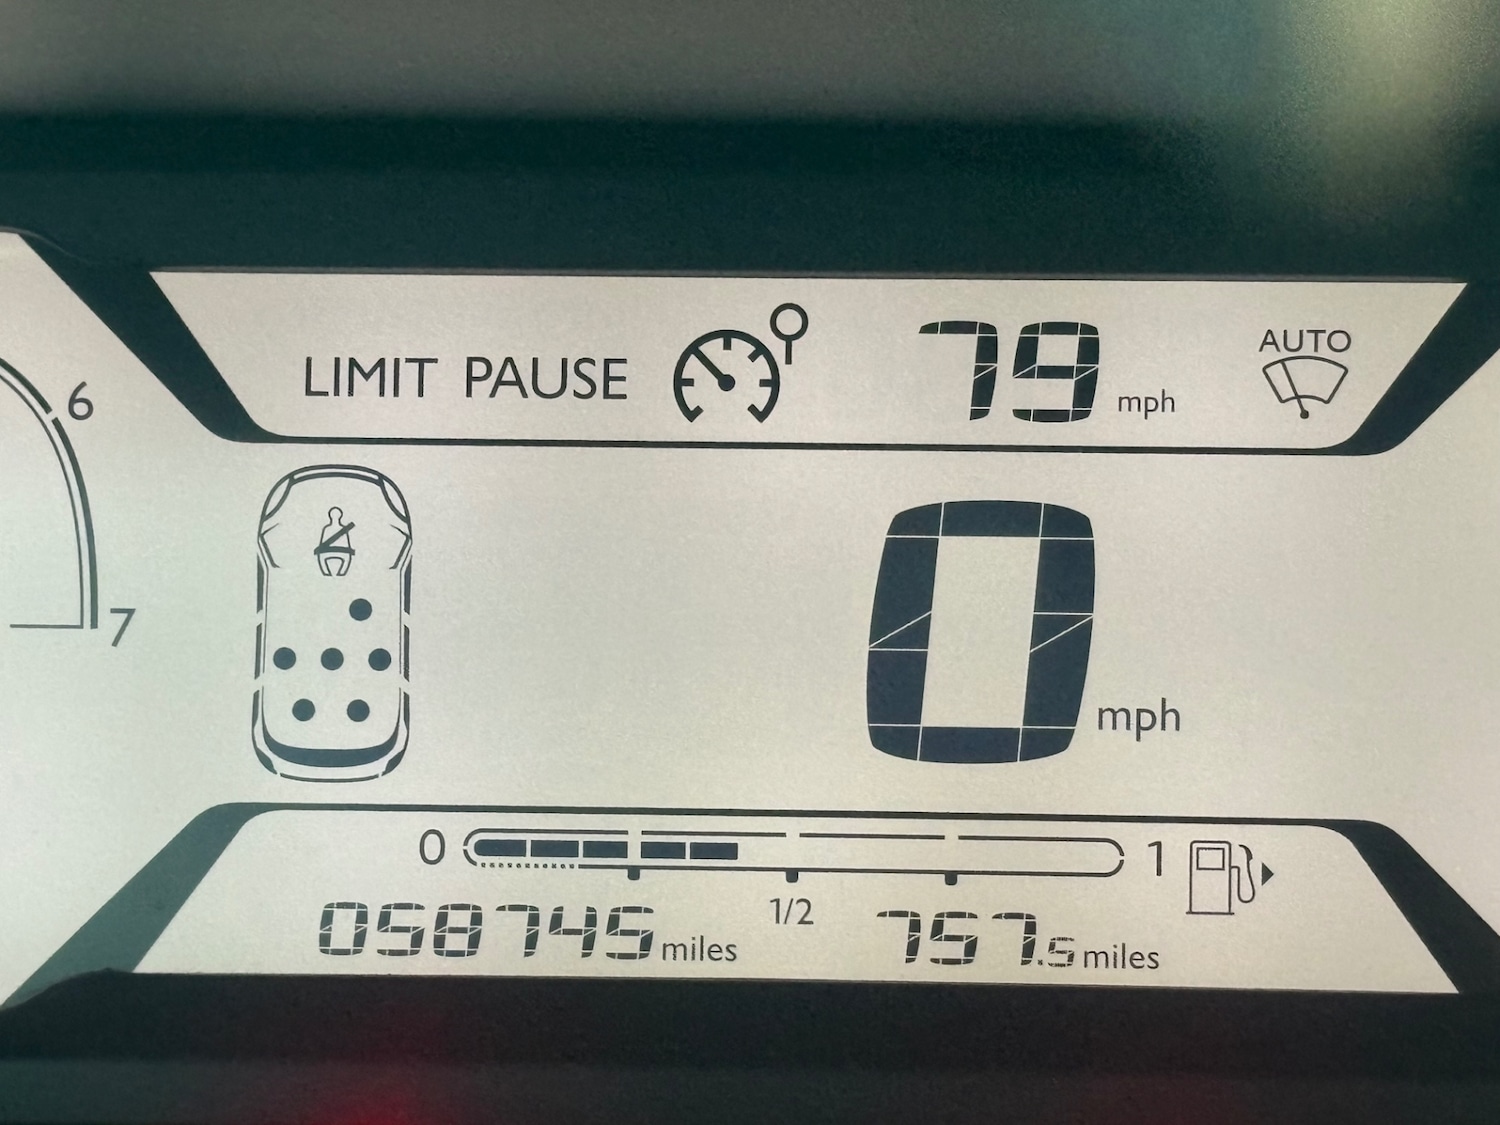 LIMIT PAUSE 79 mph AUTO
6
7
0 mph
0 1
1/2
058745 miles 757.5 miles